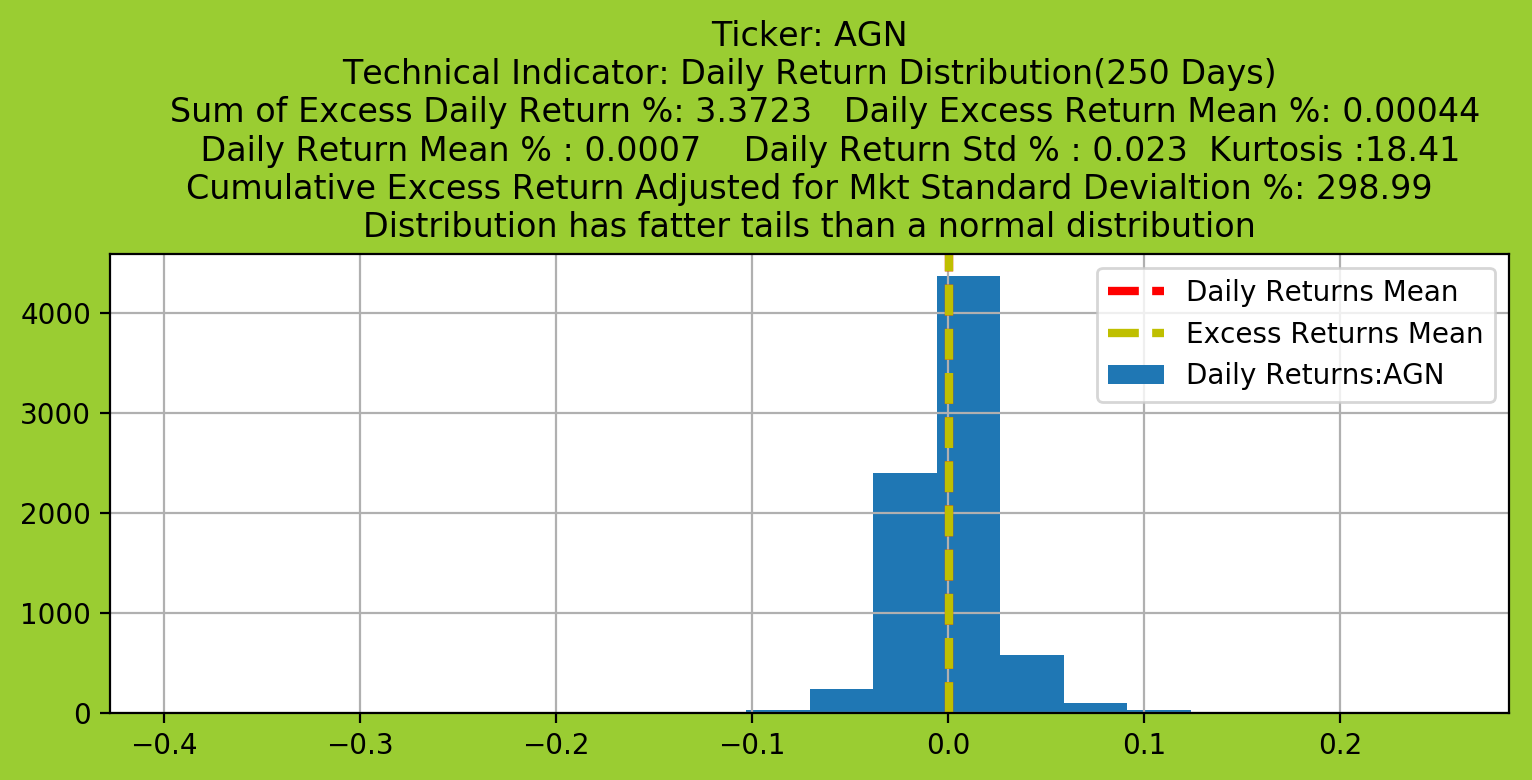 Ticker: AGN
Technical Indicator: Daily Return Distribution(250 Days)
Sum of Excess Daily Return %: 3.3723   Daily Excess Return Mean %: 0.00044
Daily Return Mean % : 0.0007    Daily Return Std % : 0.023  Kurtosis :18.41
Cumulative Excess Return Adjusted for Mkt Standard Devialtion %: 298.99
Distribution has fatter tails than a normal distribution
Daily Returns Mean
Excess Returns Mean
Daily Returns:AGN
4000
3000
2000
1000
0
−0.4 −0.3 −0.2 −0.1 0.0 0.1 0.2